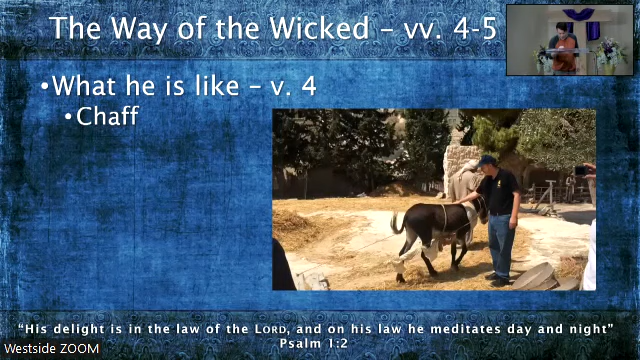 The Way of the Wicked – vv. 4-5
•What he is like – v. 4
•Chaff
“His delight is in the law of the LORD, and on his law he meditates day and night”
Psalm 1:2
Westside ZOOM